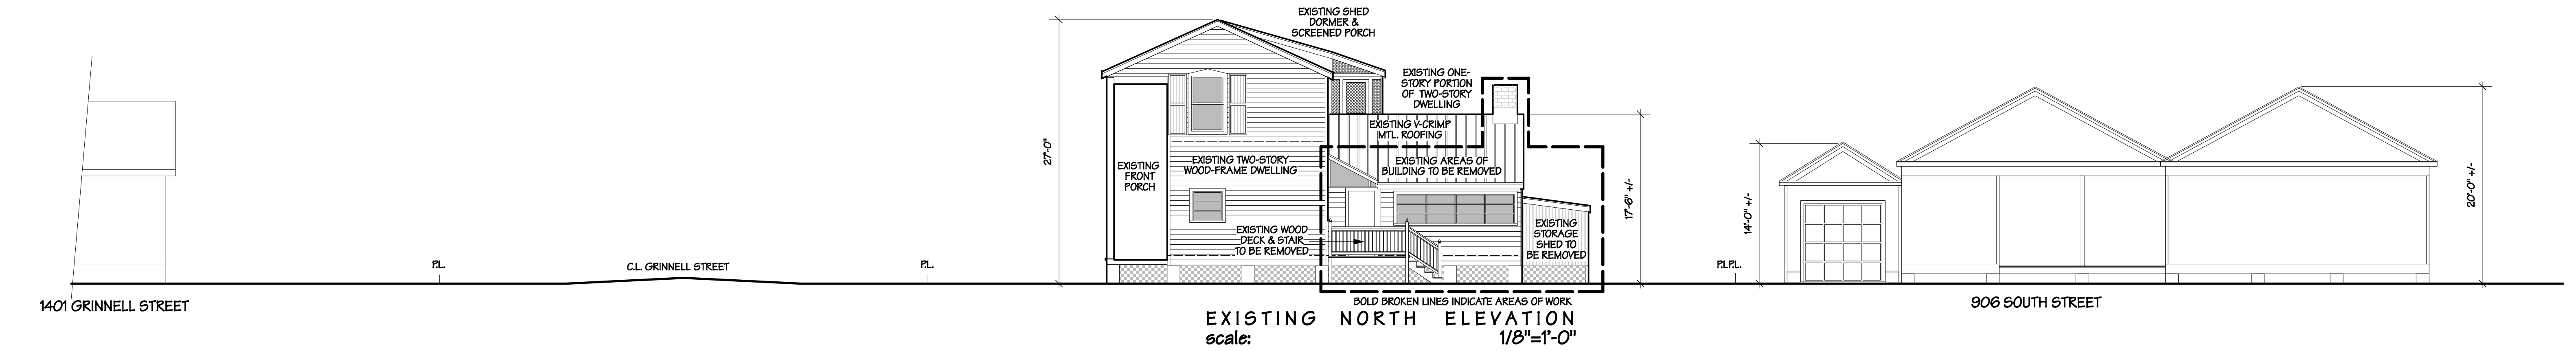 EXISTING SHED
DORMER &
SCREENED PORCH
EXISTING ONE-
STORY PORTION
OF TWO-STORY
DWELLING
EXISTING V-CRIMP
MTL. ROOFING
27'-0"
EXISTING
FRONT
PORCH
EXISTING TWO-STORY
WOOD-FRAME DWELLING
EXISTING AREAS OF
BUILDING TO BE REMOVED
EXISTING WOOD
DECK & STAIR
TO BE REMOVED
EXISTING
STORAGE
SHED TO
BE REMOVED
17'-6" +/-
14'-0" +/-
20'-0" +/-
P.L.
C.L. GRINNELL STREET
P.L.
P.L.
P.L.
1401 GRINNELL STREET
BOLD BROKEN LINES INDICATE AREAS OF WORK
906 SOUTH STREET
EXISTING NORTH ELEVATION
scale: 1/8"=1'-0"